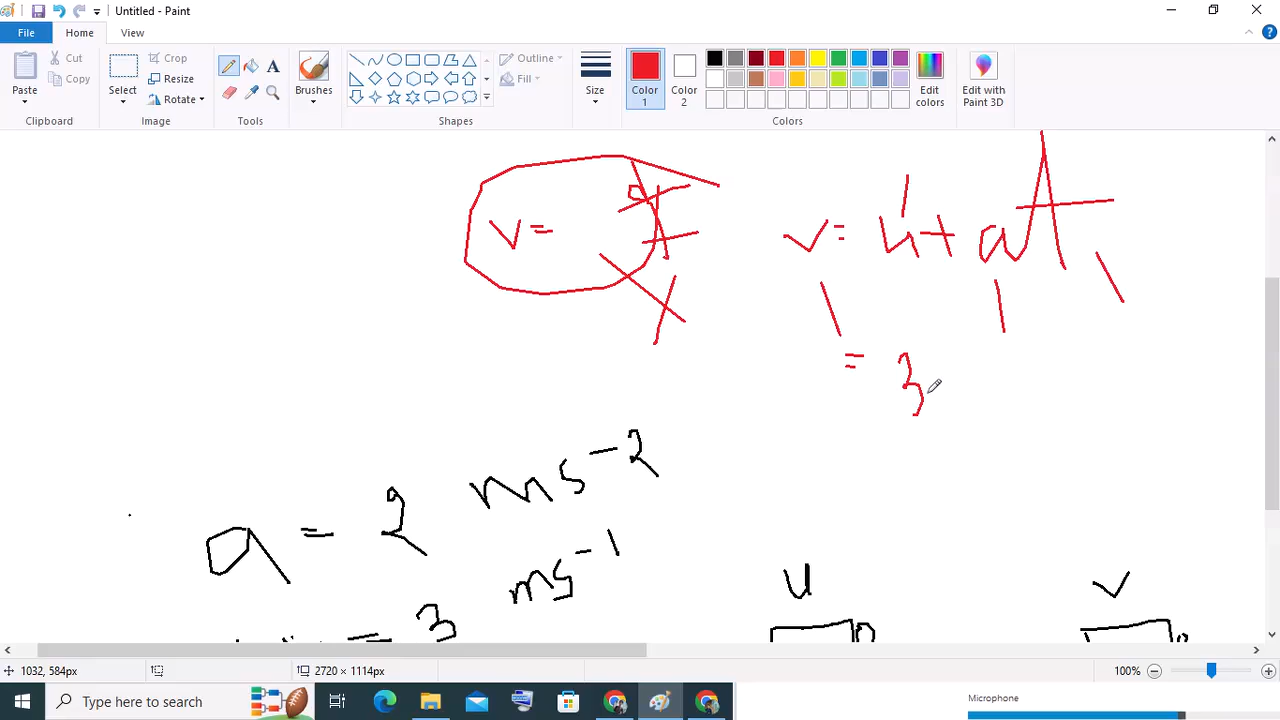 Untitled - Paint
File Home View
Paste Cut Copy Clipboard
Select Crop Resize Rotate Image
Tools
Brushes
Outline Fill Shapes
Size
Color 1 Color 2 Edit colors Edit with Paint 3D Colors
v = 
v = u + at
= 3
a = 2 ms-2
= 3 ms-1
u v
1032, 584px 2720 × 1114px 100%
Microphone
Type here to search